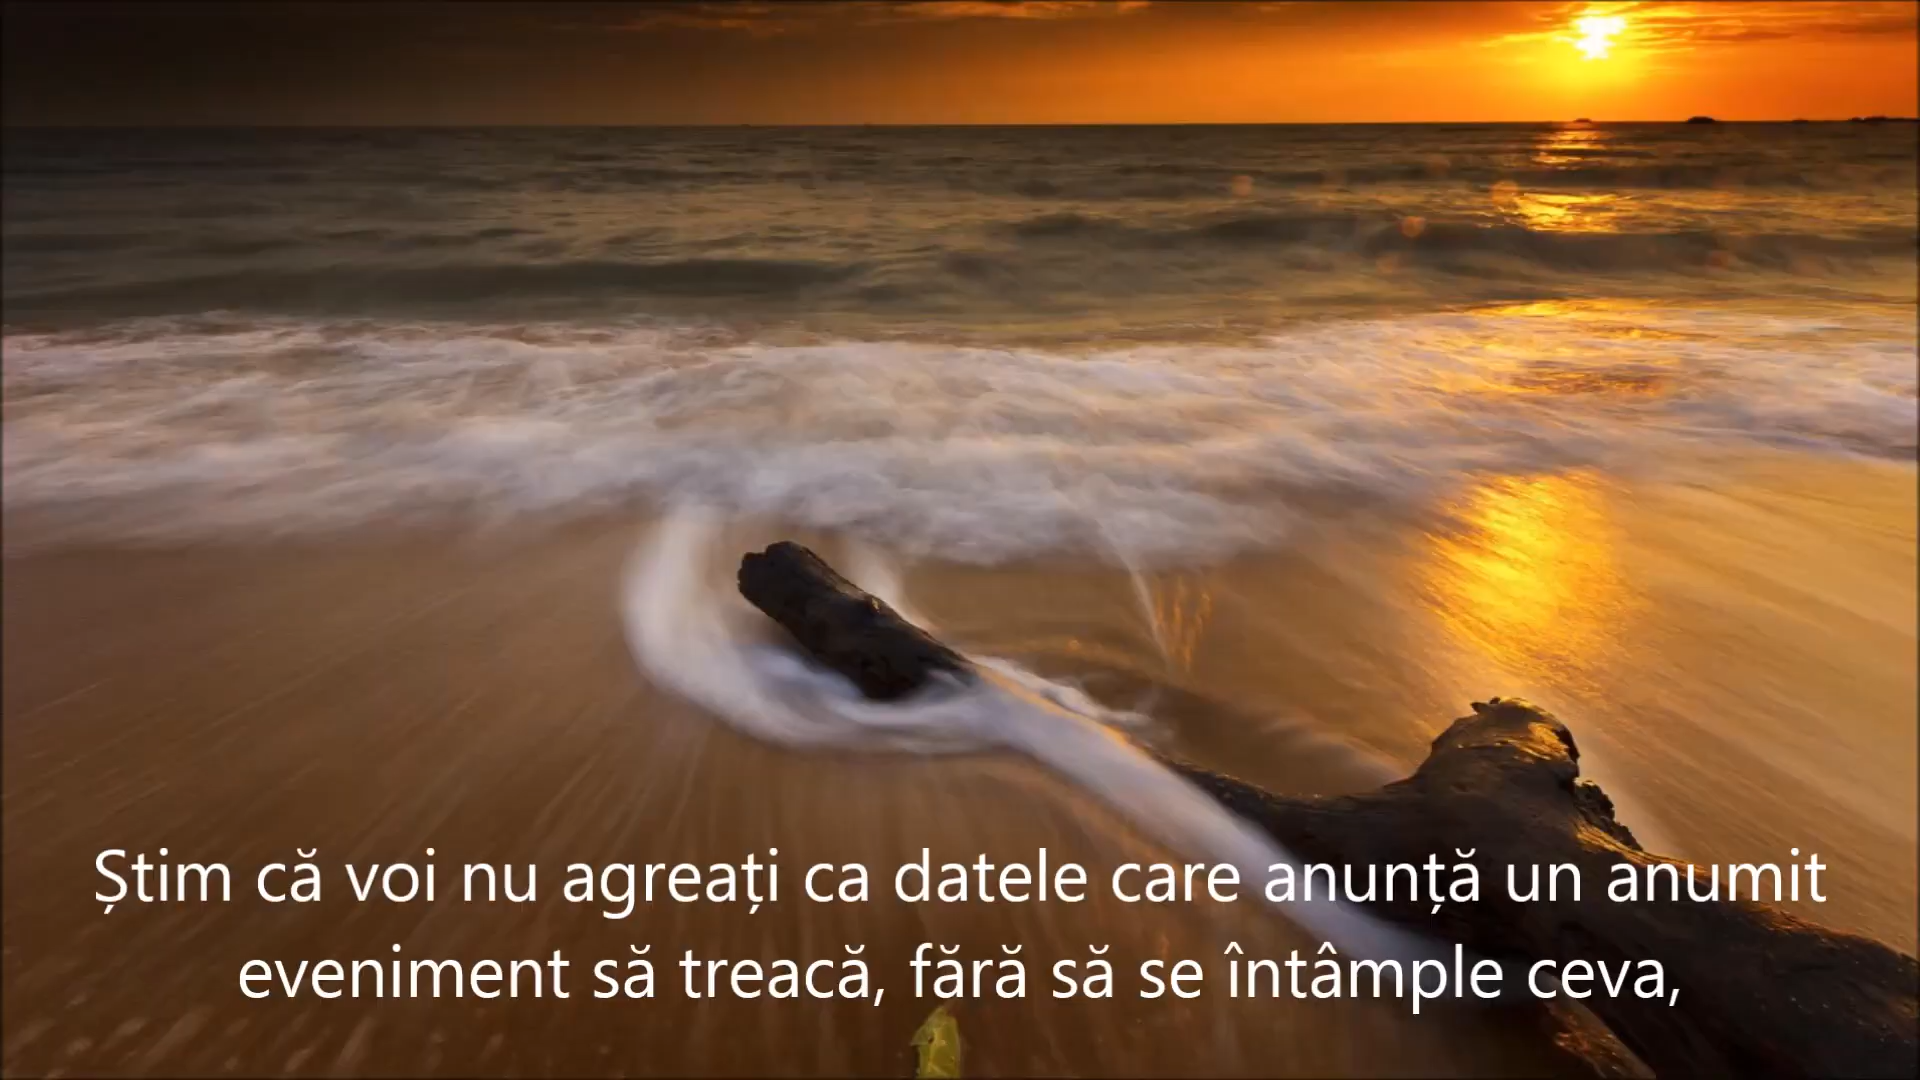 Știm că voi nu agreați ca datele care anunță un anumit
eveniment să treacă, fără să se întâmple ceva,